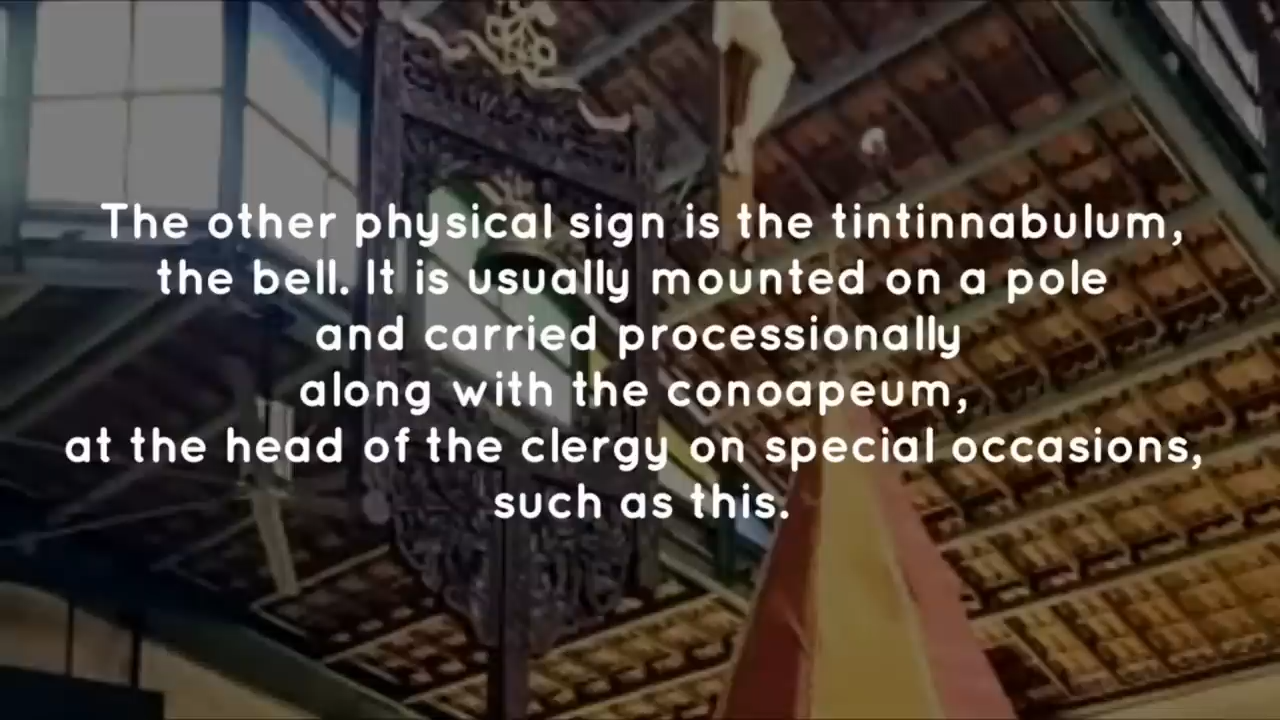 The other physical sign is the tintinnabulum,
the bell. It is usually mounted on a pole
and carried processionally
along with the conoapeum,
at the head of the clergy on special occasions,
such as this.